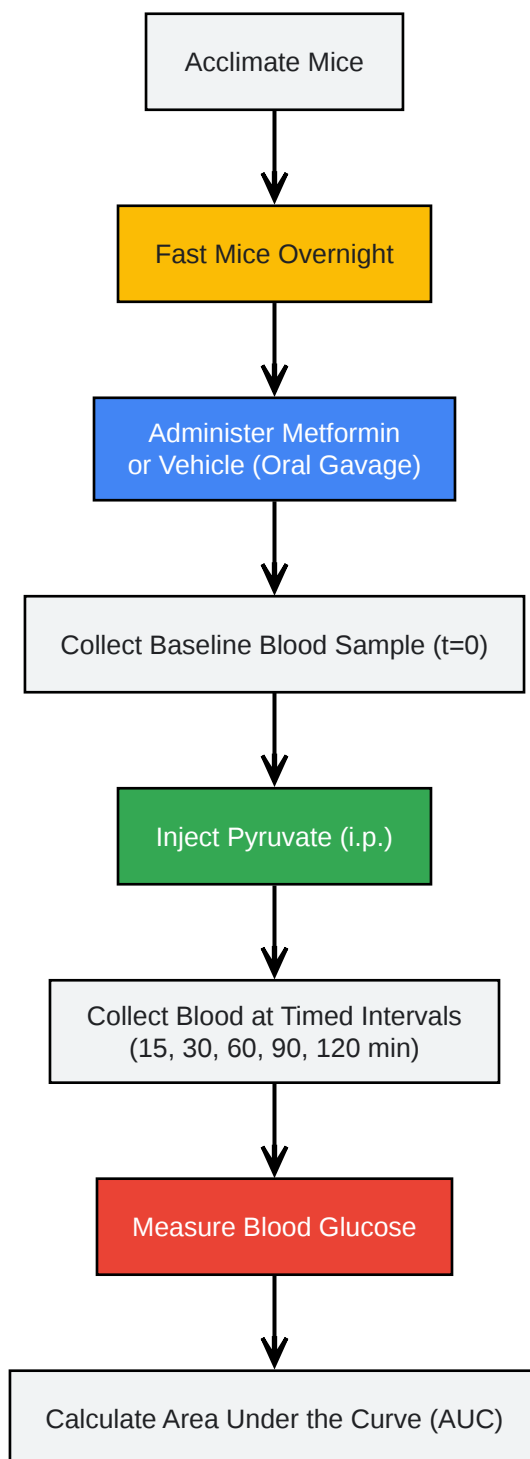 Acclimate Mice
Fast Mice Overnight
Administer Metformin
or Vehicle (Oral Gavage)
Collect Baseline Blood Sample (t=0)
Inject Pyruvate (i.p.)
Collect Blood at Timed Intervals
(15, 30, 60, 90, 120 min)
Measure Blood Glucose
Calculate Area Under the Curve (AUC)